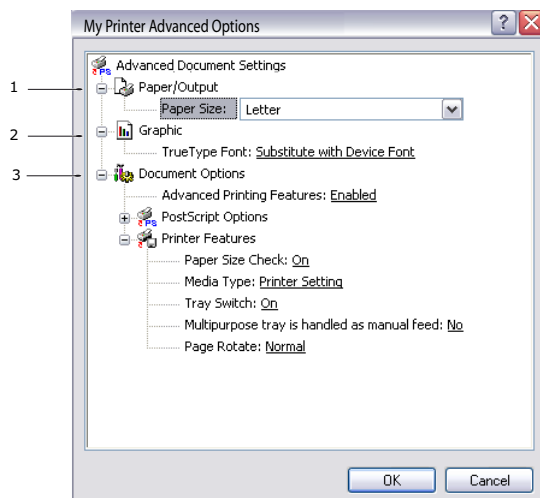 My Printer Advanced Options
?
X
Advanced Document Settings
PS
1
Paper/Output
Paper Size: Letter
2
Graphic
TrueType Font: Substitute with Device Font
3
Document Options
Advanced Printing Features: Enabled
PS
PostScript Options
Printer Features
Paper Size Check: On
Media Type: Printer Setting
Tray Switch: On
Multipurpose tray is handled as manual feed: No
Page Rotate: Normal
OK Cancel